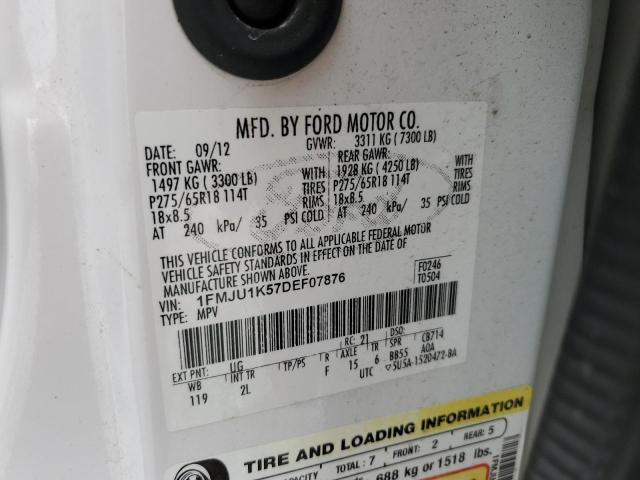 MFD. BY FORD MOTOR CO.
DATE: 09/12 GVWR: 3311 KG (7300 LB)
FRONT GAWR: REAR GAWR:
1497 KG (3300 LB) WITH 1928 KG (4250 LB) WITH
P275/65R18 114T TIRES P275/65R18 114T TIRES
18x8.5 RIMS 18x8.5 RIMS
AT 240 kPa/ 35 PSI COLD AT 240 kPa/ 35 PSI COLD
THIS VEHICLE CONFORMS TO ALL APPLICABLE FEDERAL MOTOR
VEHICLE SAFETY STANDARDS IN EFFECT ON THE DATE OF
MANUFACTURE SHOWN ABOVE.
VIN: 1FMJU1K57DEF07876 F0246
TYPE: MPV T0504
EXT PNT: UG RC: 21 DSO:
WB INT TR TP/PS R AXLE TR SPR CB714
119 2L F 15 6 BB55 AOA
UTC 5U5A-1520472-BA
TIRE AND LOADING INFORMATION
CAPACITY TOTAL: 7 FRONT: 2 REAR: 5
688 kg or 1518 lbs.